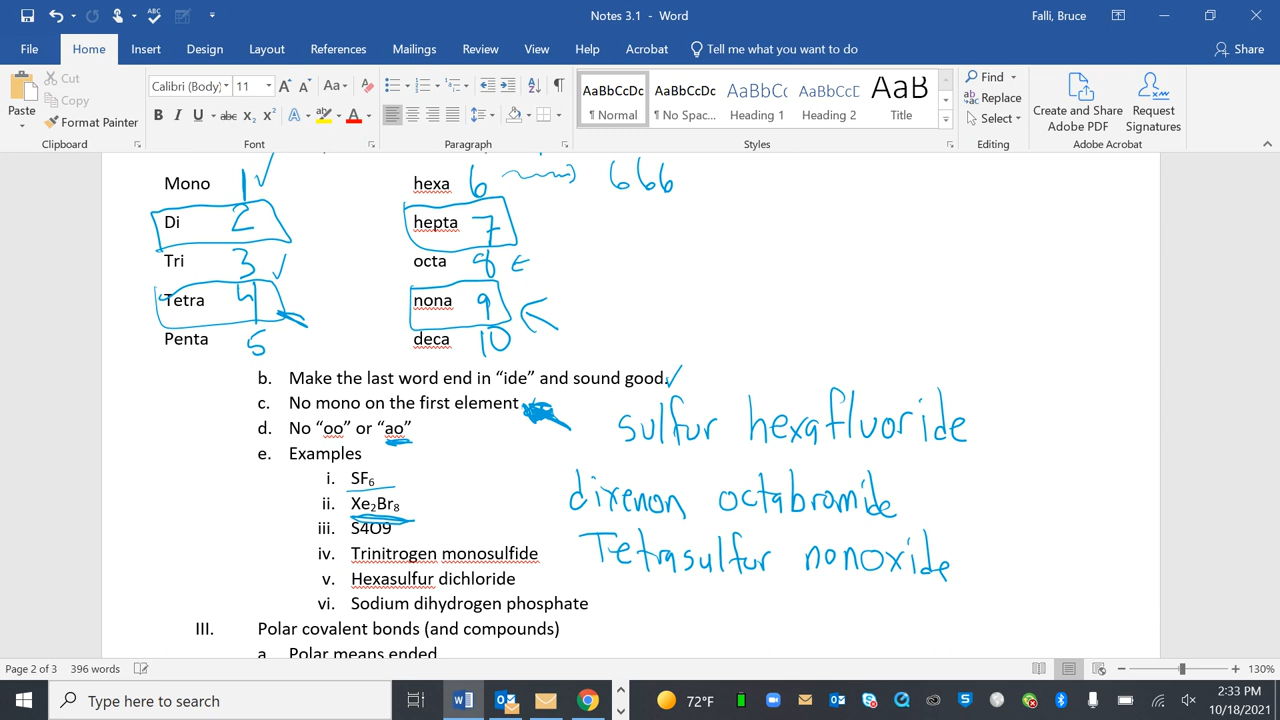 Notes 3.1 - Word
Falli, Bruce
File Home Insert Design Layout References Mailings Review View Help Acrobat Tell me what you want to do Share
Paste
Cut
Copy
Format Painter
Calibri (Body) 11
AaBbCcDc AaBbCcDc AaBbCc AaBbCcD AaB
¶ Normal ¶ No Spac... Heading 1 Heading 2 Title
Find
Replace
Select
Create and Share Adobe PDF
Request Signatures
Clipboard Font Paragraph Styles Editing Adobe Acrobat
Mono 1 hexa 6 666
Di 2 hepta 7
Tri 3 octa 8
Tetra 4 nona 9
Penta 5 deca 10
b. Make the last word end in “ide” and sound good.
c. No mono on the first element
sulfur hexafluoride
d. No “oo” or “ao”
e. Examples
i. SF₆
ii. Xe₂Br₈
dixenon octabromide
iii. S4O9
Tetrasulfur nonoxide
iv. Trinitrogen monosulfide
v. Hexasulfur dichloride
vi. Sodium dihydrogen phosphate
III. Polar covalent bonds (and compounds)
a. Polar means ended
Page 2 of 3 396 words 130%
Type here to search
72°F
2:33 PM
10/18/2021